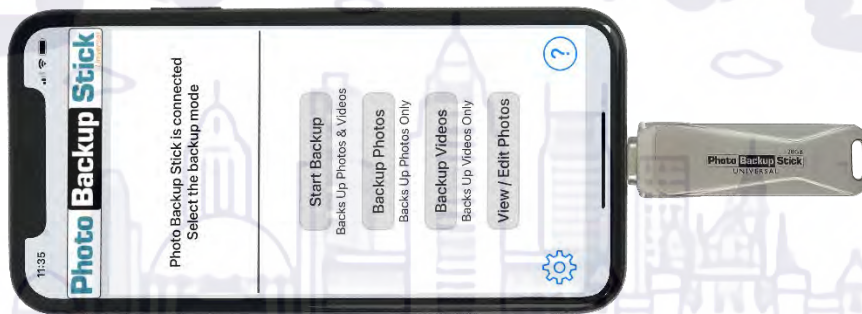 11:35
Photo Backup Stick
Photo Backup Stick is connected
Select the backup mode
Start Backup
Backs Up Photos & Videos
Backup Photos
Backs Up Photos Only
Backup Videos
Backs Up Videos Only
View / Edit Photos
?
Photo Backup Stick
UNIVERSAL